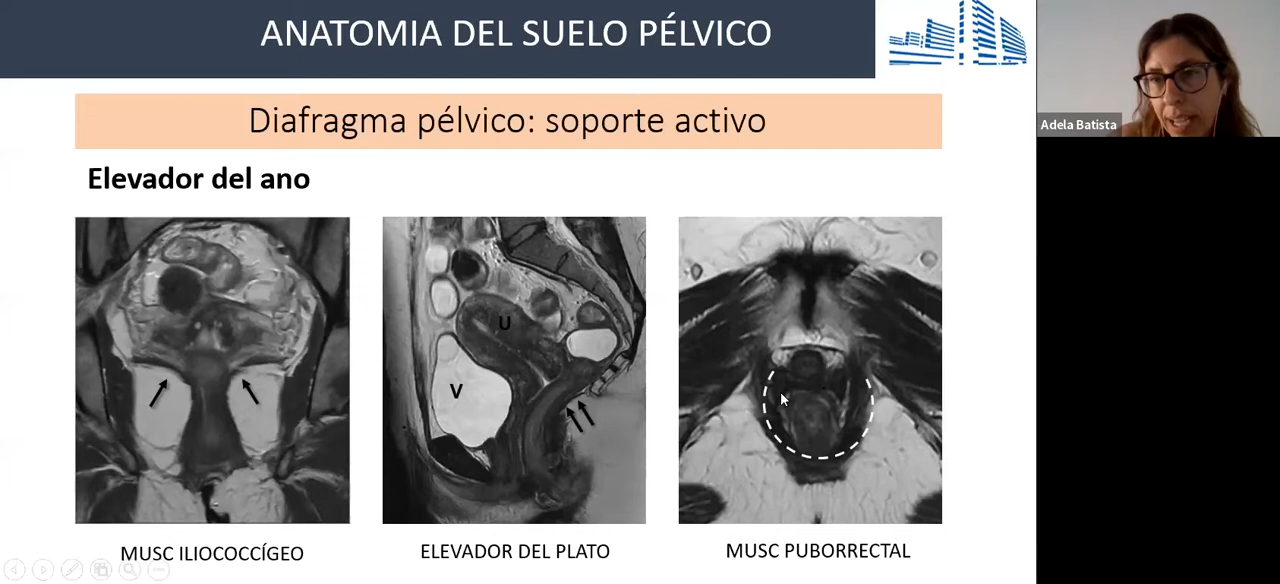 ANATOMIA DEL SUELO PÉLVICO
Adela Batista
Diafragma pélvico: soporte activo
Elevador del ano
U
V
MUSC ILIOCOCCÍGEO
ELEVADOR DEL PLATO
MUSC PUBORRECTAL